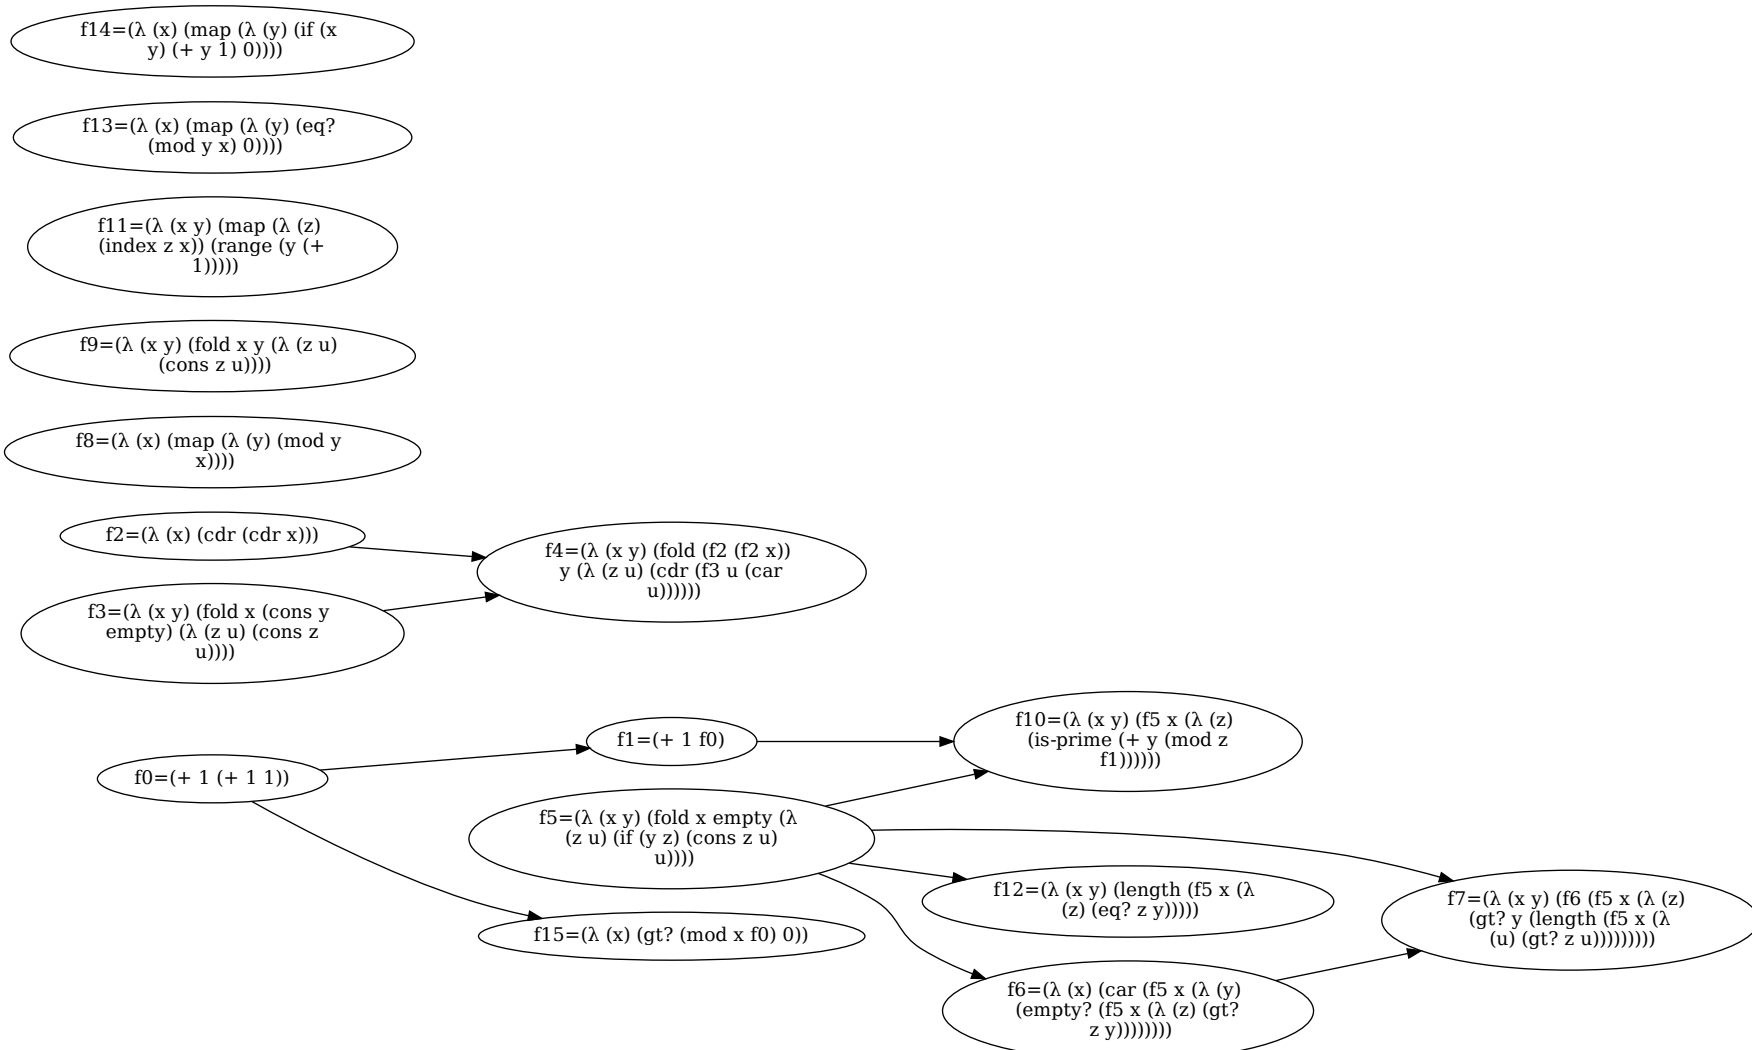 f14=(λ (x) (map (λ (y) (if (x
y) (+ y 1) 0))))
f13=(λ (x) (map (λ (y) (eq?
(mod y x) 0))))
f11=(λ (x y) (map (λ (z)
(index z x)) (range (y (+
1)))))
f9=(λ (x y) (fold x y (λ (z u)
(cons z u))))
f8=(λ (x) (map (λ (y) (mod y
x))))
f2=(λ (x) (cdr (cdr x)))
f4=(λ (x y) (fold (f2 (f2 x))
y (λ (z u) (cdr (f3 u (car
u))))))
f3=(λ (x y) (fold x (cons y
empty) (λ (z u) (cons z
u))))
f10=(λ (x y) (f5 x (λ (z)
(is-prime (+ y (mod z
f1))))))
f1=(+ 1 f0)
f0=(+ 1 (+ 1 1))
f5=(λ (x y) (fold x empty (λ
(z u) (if (y z) (cons z u)
u))))
f12=(λ (x y) (length (f5 x (λ
(z) (eq? z y)))))
f7=(λ (x y) (f6 (f5 x (λ (z)
(gt? y (length (f5 x (λ
(u) (gt? z u)))))))))
f15=(λ (x) (gt? (mod x f0) 0))
f6=(λ (x) (car (f5 x (λ (y)
(empty? (f5 x (λ (z) (gt?
z y))))))))